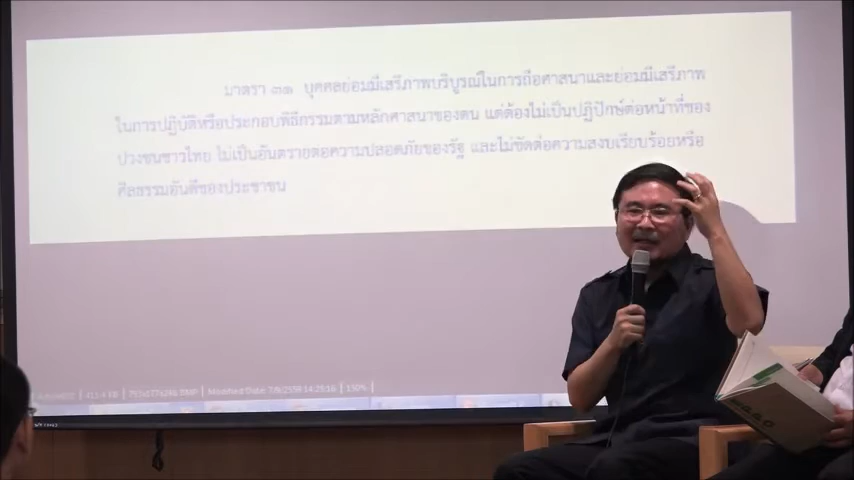 มาตรา ๓๑ บุคคลย่อมมีเสรีภาพบริบูรณ์ในการถือศาสนาและย่อมมีเสรีภาพ
ในการปฏิบัติหรือประกอบพิธีกรรมตามหลักศาสนาของตน แต่ต้องไม่เป็นปฏิปักษ์ต่อหน้าที่ของ
ปวงชนชาวไทย ไม่เป็นอันตรายต่อความปลอดภัยของรัฐ และไม่ขัดต่อความสงบเรียบร้อยหรือ
ศีลธรรมอันดีของประชาชน
Modified Date: 7/8/2559 14:25:16 | 130%